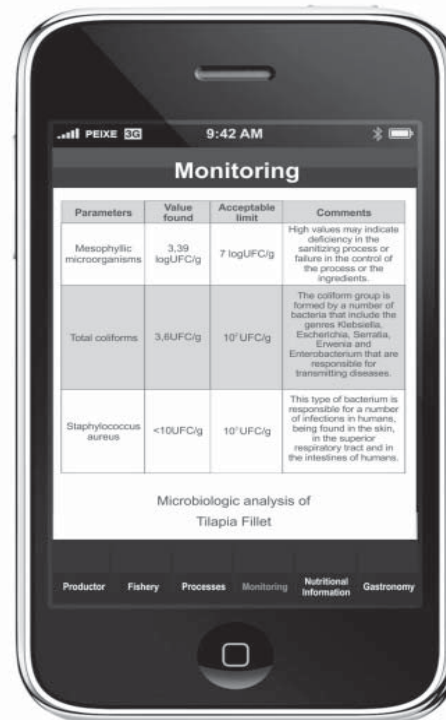 PEIXE 3G 9:42 AM
Monitoring
Parameters Value found Acceptable limit Comments
Mesophyllic microorganisms 3,39 logUFC/g 7 logUFC/g High values may indicate deficiency in the sanitizing process or failure in the control of the process or the ingredients.
Total coliforms 3,6UFC/g The coliform group is formed by a number of bacteria that include the genres Klebsiella, Escherichia, Serratia, Erwenia and Enterobacterium that are responsible for transmitting diseases.
Staphylococcus aureus <10UFC/g This type of bacterium is responsible for a number of infections in humans, being found in the skin, in the superior respiratory tract and in the intestines of humans.
Microbiologic analysis of
Tilapia Fillet
Productor Fishery Processes Monitoring Nutritional Information Gastronomy